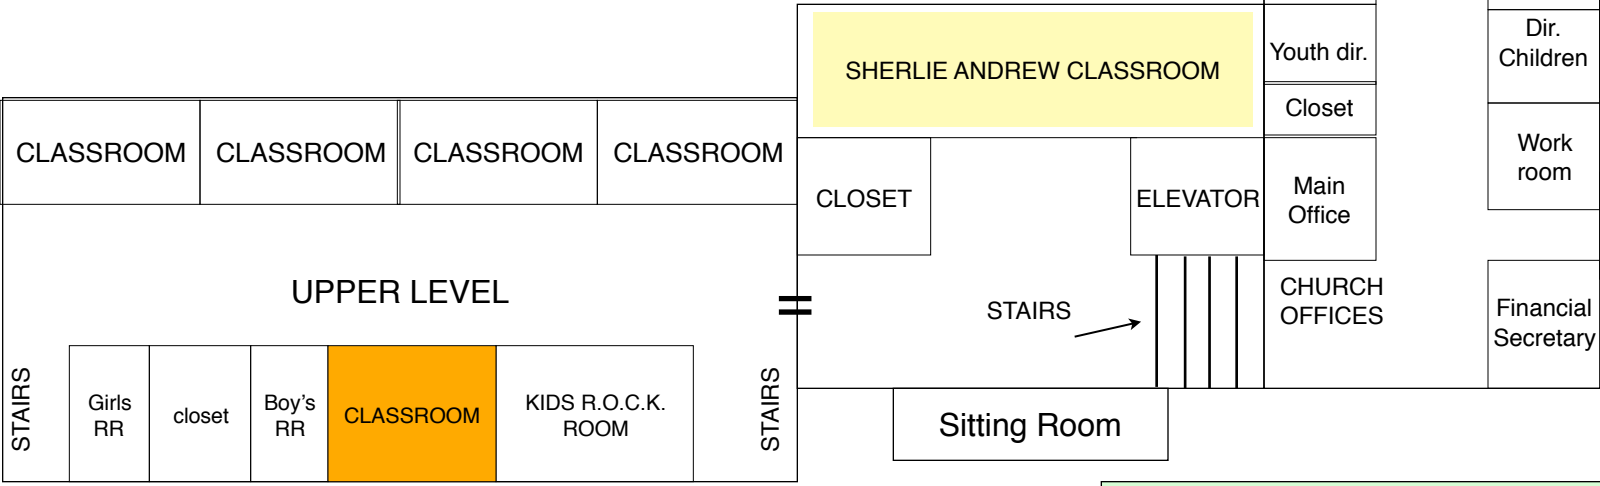 SHERLIE ANDREW CLASSROOM
Youth dir.
Closet
Dir.
Children
CLASSROOM
CLASSROOM
CLASSROOM
CLASSROOM
Work
room
CLOSET
ELEVATOR
Main
Office
UPPER LEVEL
STAIRS
CHURCH
OFFICES
Financial
Secretary
STAIRS
Girls
RR
closet
Boy's
RR
CLASSROOM
KIDS R.O.C.K.
ROOM
STAIRS
Sitting Room